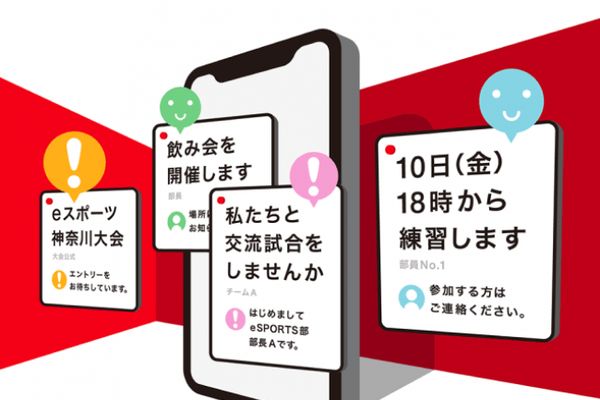 eスポーツ
神奈川大会
大会公式
エントリーを
お待ちしています。
飲み会を
開催します
部長
場所
お知
私たちと
交流試合を
しませんか
チームA
はじめまして
eSPORTS部
部長Aです。
10日(金)
18時から
練習します
部員No.1
参加する方は
ご連絡ください。